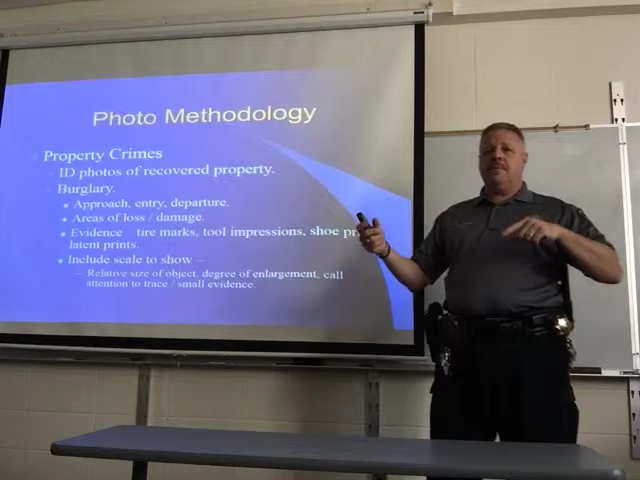 Photo Methodology
Property Crimes
– ID photos of recovered property.
– Burglary.
• Approach, entry, departure.
• Areas of loss / damage.
• Evidence – tire marks, tool impressions, shoe
latent prints.
• Include scale to show –
– Relative size of object, degree of enlargement, call
attention to trace / small evidence.